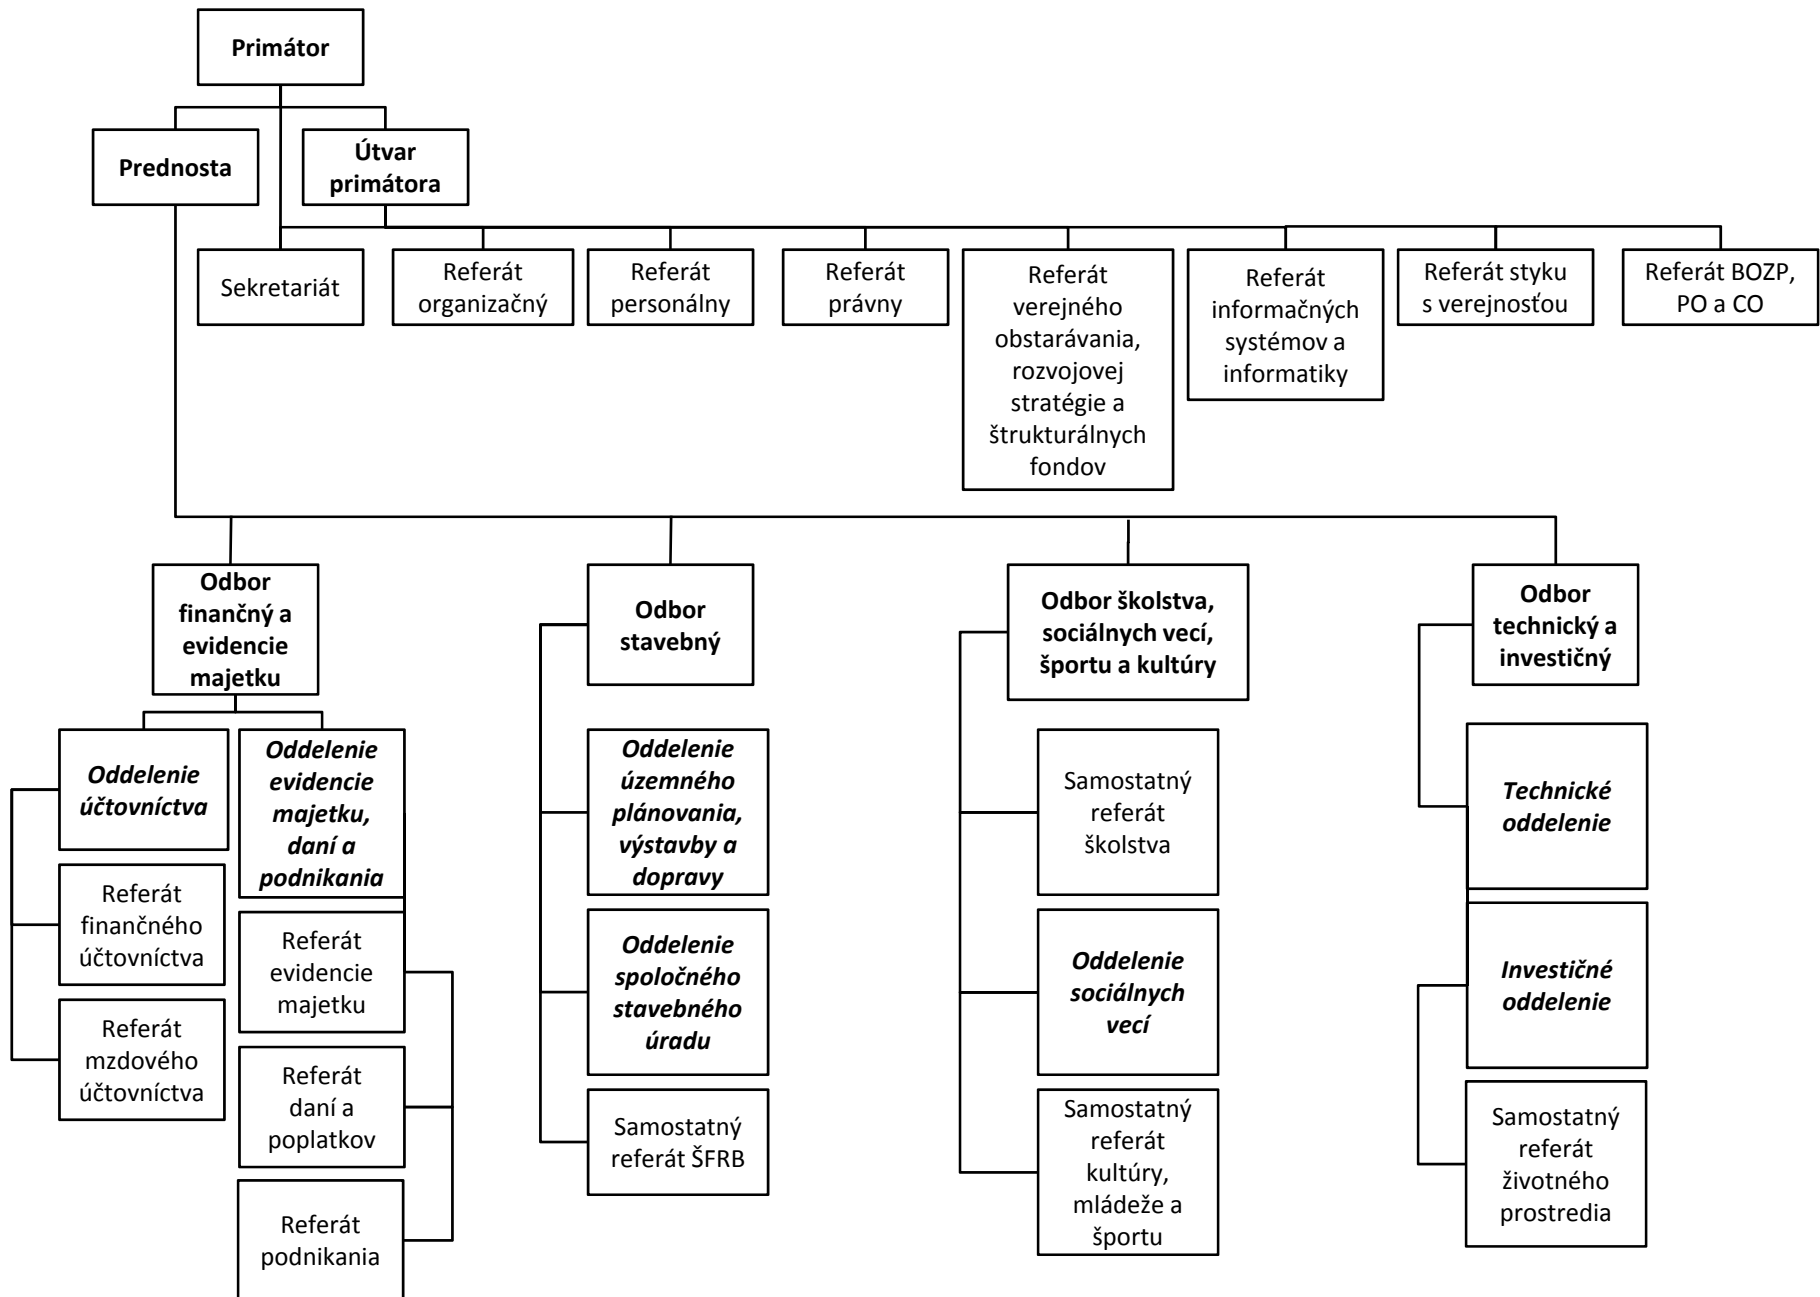 Primátor
Prednosta
Útvar
primátora
Sekretariát
Referát
organizačný
Referát
personálny
Referát
právny
Referát
verejného
obstarávania,
rozvojovej
stratégie a
štrukturálnych
fondov
Referát
informačných
systémov a
informatiky
Referát styku
s verejnosťou
Referát BOZP,
PO a CO
Odbor
finančný a
evidencie
majetku
Odbor
stavebný
Odbor školstva,
sociálnych vecí,
športu a kultúry
Odbor
technický a
investičný
Oddelenie
účtovníctva
Oddelenie
evidencie
majetku,
daní a
podnikania
Referát
finančného
účtovníctva
Referát
mzdového
účtovníctva
Referát
evidencie
majetku
Referát
daní a
poplatkov
Referát
podnikania
Oddelenie
územného
plánovania,
výstavby a
dopravy
Oddelenie
spoločného
stavebného
úradu
Samostatný
referát ŠFRB
Samostatný
referát
školstva
Oddelenie
sociálnych
vecí
Samostatný
referát
kultúry,
mládeže a
športu
Technické
oddelenie
Investičné
oddelenie
Samostatný
referát
životného
prostredia